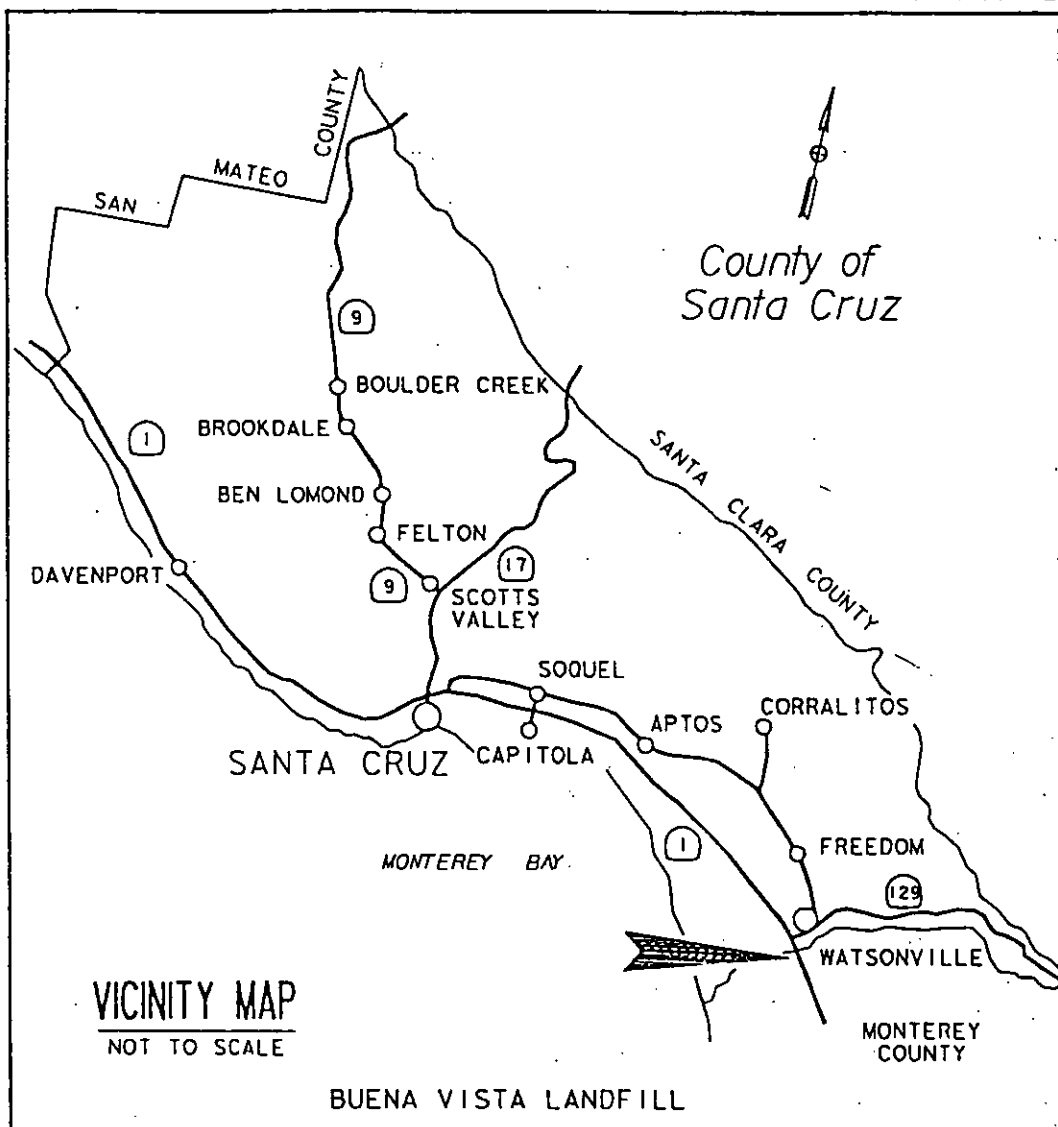 COUNTY
MATEO
SAN
County of
Santa Cruz
9
BOULDER CREEK
1
BROOKDALE
SANTA CLARA COUNTY
BEN LOMOND
FELTON
17
DAVENPORT
9
SCOTTS
VALLEY
SOQUEL
CORRALITOS
APTOS
SANTA CRUZ
CAPITOLA
1
FREEDOM
MONTEREY BAY
129
WATSONVILLE
VICINITY MAP
NOT TO SCALE
MONTEREY
COUNTY
BUENA VISTA LANDFILL